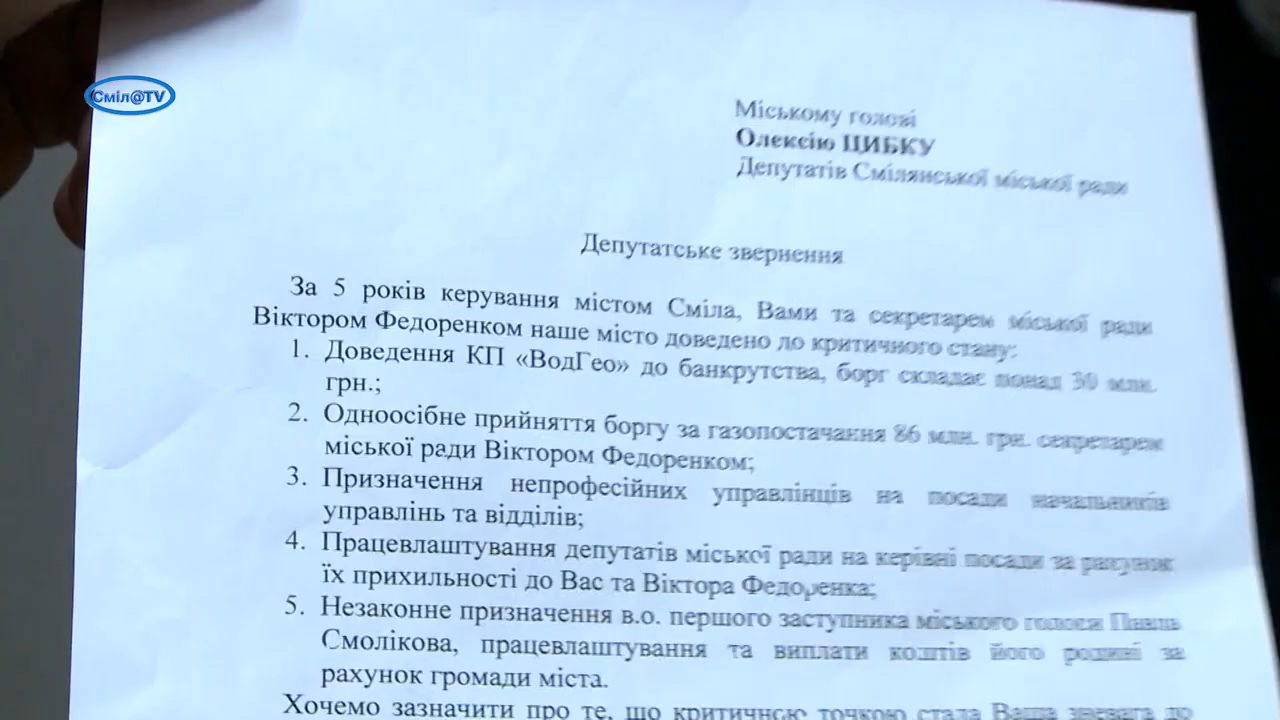 Сміл@TV
Міському голові
Олексію ЦИБКУ
Депутатів Смілянської міської ради
Депутатське звернення
За 5 років керування містом Сміла, Вами та секретарем міської ради
Віктором Федоренком наше місто доведено до критичного стану:
1. Доведення КП «ВодГео» до банкрутства, борг складає понад 30 млн.
грн.;
2. Одноосібне прийняття боргу за газопостачання 86 млн. грн. секретарем
міської ради Віктором Федоренком;
3. Призначення непрофесійних управлінців на посади начальників
управлінь та відділів;
4. Працевлаштування депутатів міської ради на керівні посади за рахунок
їх прихильності до Вас та Віктора Федоренка;
5. Незаконне призначення в.о. першого заступника міського голови Павла
Смолікова, працевлаштування та виплати коштів його родині за
рахунок громади міста.
Хочемо зазначити про те, що критичною точкою стала Ваша зневага до